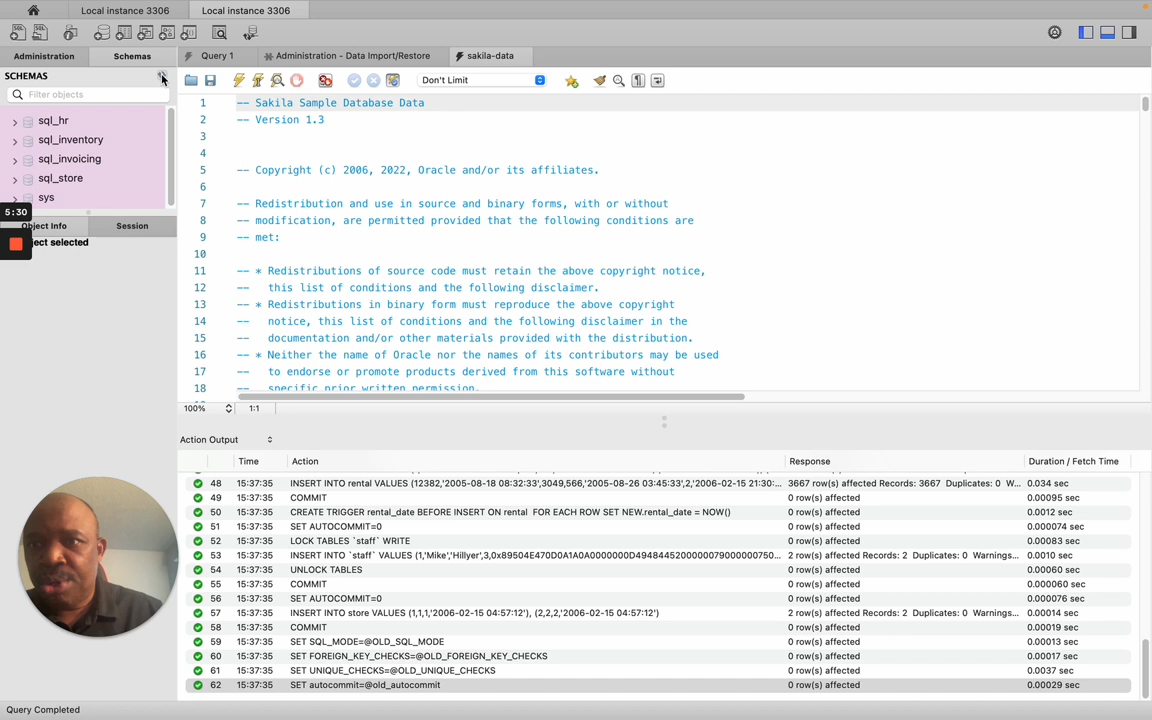 Local instance 3306
Local instance 3306
Administration
Schemas
Query 1
Administration - Data Import/Restore
sakila-data
SCHEMAS
Filter objects
Don't Limit
sql_hr
sql_inventory
sql_invoicing
sql_store
sys
5:30
Object Info
Session
ject selected
1 -- Sakila Sample Database Data
2 -- Version 1.3
3
4
5 -- Copyright (c) 2006, 2022, Oracle and/or its affiliates.
6
7 -- Redistribution and use in source and binary forms, with or without
8 -- modification, are permitted provided that the following conditions are
9 -- met:
10
11 -- * Redistributions of source code must retain the above copyright notice,
12 --   this list of conditions and the following disclaimer.
13 -- * Redistributions in binary form must reproduce the above copyright
14 --   notice, this list of conditions and the following disclaimer in the
15 --   documentation and/or other materials provided with the distribution.
16 -- * Neither the name of Oracle nor the names of its contributors may be used
17 --   to endorse or promote products derived from this software without
18 --   specific prior written permission.
100%
1:1
Action Output
Time Action Response Duration / Fetch Time
48 15:37:35 INSERT INTO rental VALUES (12382,'2005-08-18 08:32:33',3049,566,'2005-08-26 03:45:33',2,'2006-02-15 21:30:... 3667 row(s) affected Records: 3667 Duplicates: 0 W... 0.034 sec
49 15:37:35 COMMIT 0 row(s) affected 0.00095 sec
50 15:37:35 CREATE TRIGGER rental_date BEFORE INSERT ON rental FOR EACH ROW SET NEW.rental_date = NOW() 0 row(s) affected 0.0012 sec
51 15:37:35 SET AUTOCOMMIT=0 0 row(s) affected 0.000074 sec
52 15:37:35 LOCK TABLES `staff` WRITE 0 row(s) affected 0.00083 sec
53 15:37:35 INSERT INTO `staff` VALUES (1,'Mike','Hillyer',3,0x89504E470D0A1A0A0000000D4948445200000079000000750... 2 row(s) affected Records: 2 Duplicates: 0 Warnings... 0.0010 sec
54 15:37:35 UNLOCK TABLES 0 row(s) affected 0.00060 sec
55 15:37:35 COMMIT 0 row(s) affected 0.000060 sec
56 15:37:35 SET AUTOCOMMIT=0 0 row(s) affected 0.000076 sec
57 15:37:35 INSERT INTO store VALUES (1,1,1,'2006-02-15 04:57:12'), (2,2,2,'2006-02-15 04:57:12') 2 row(s) affected Records: 2 Duplicates: 0 Warnings... 0.00014 sec
58 15:37:35 COMMIT 0 row(s) affected 0.00019 sec
59 15:37:35 SET SQL_MODE=@OLD_SQL_MODE 0 row(s) affected 0.00013 sec
60 15:37:35 SET FOREIGN_KEY_CHECKS=@OLD_FOREIGN_KEY_CHECKS 0 row(s) affected 0.00017 sec
61 15:37:35 SET UNIQUE_CHECKS=@OLD_UNIQUE_CHECKS 0 row(s) affected 0.0037 sec
62 15:37:35 SET autocommit=@old_autocommit 0 row(s) affected 0.00029 sec
Query Completed